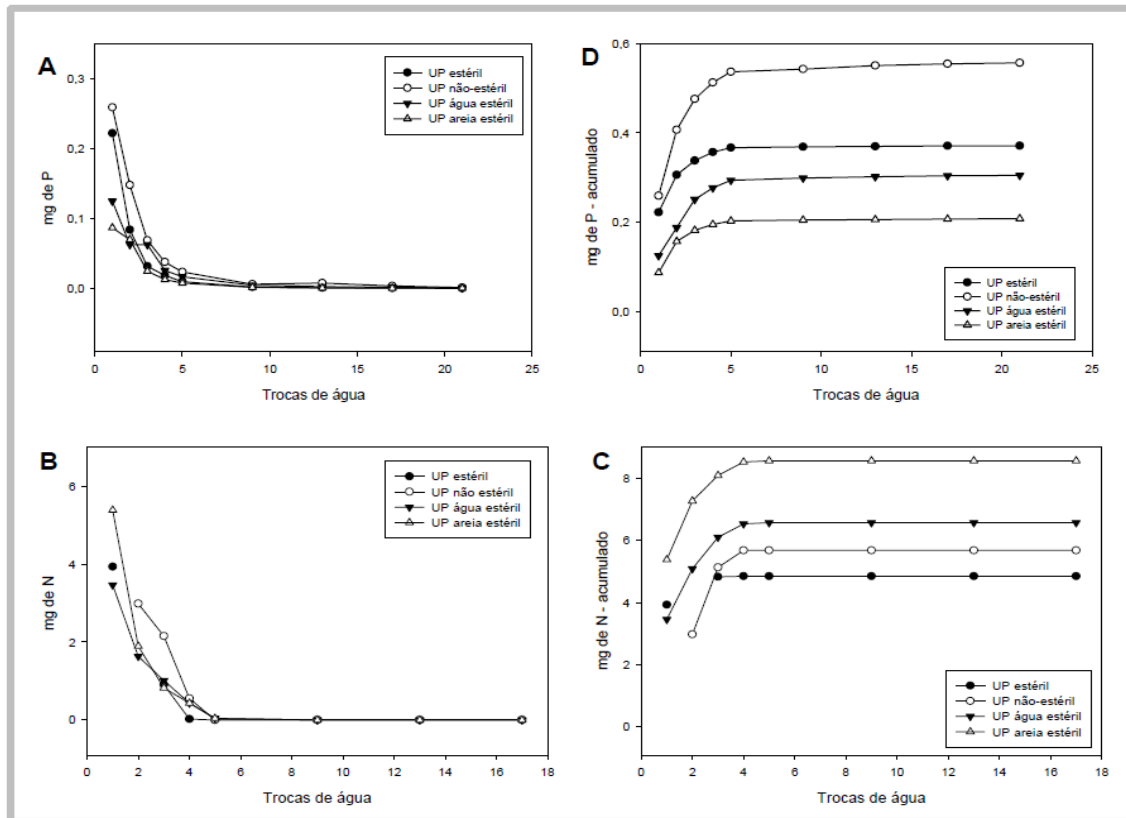 A
mg de P
0,3
0,2
0,1
0,0
UP estéril
UP não-estéril
UP água estéril
UP areia estéril
0 5 10 15 20 25
Trocas de água
D
mg de P - acumulado
0,6
0,4
0,2
0,0
UP estéril
UP não-estéril
UP água estéril
UP areia estéril
0 5 10 15 20 25
Trocas de água
B
mg de N
6
4
2
0
UP estéril
UP não estéril
UP água estéril
UP areia estéril
0 2 4 6 8 10 12 14 16 18
Trocas de água
C
mg de N - acumulado
8
6
4
2
0
UP estéril
UP não-estéril
UP água estéril
UP areia estéril
0 2 4 6 8 10 12 14 16 18
Trocas de água